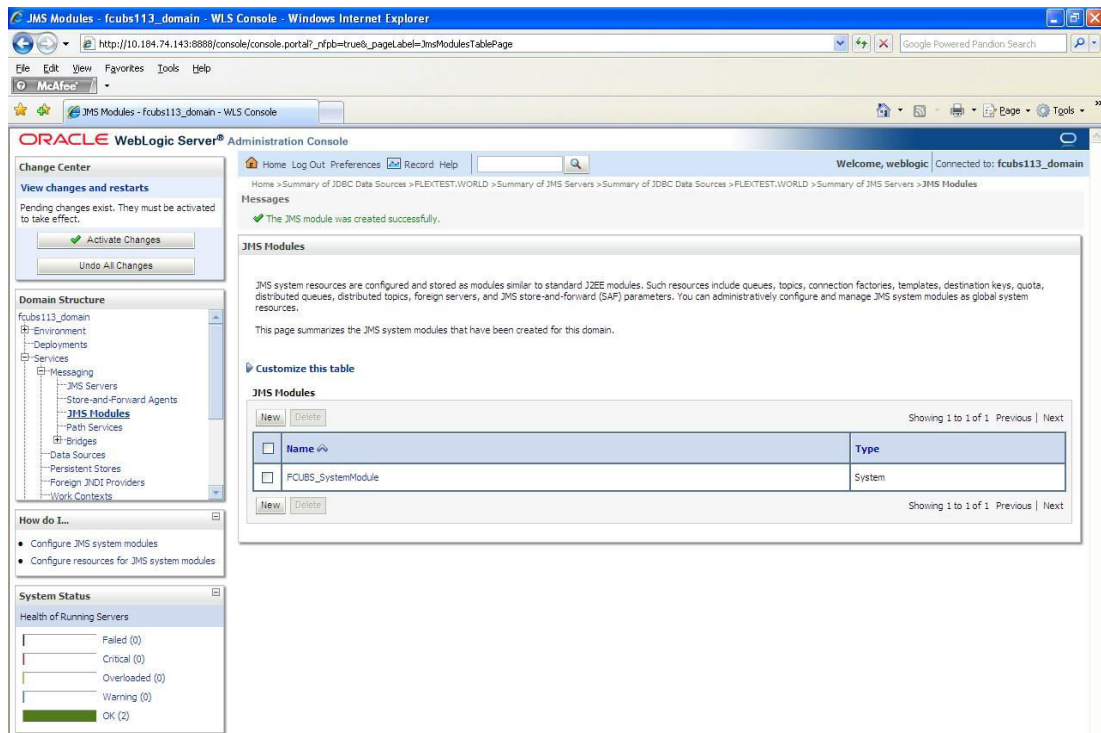 JMS Modules - fcubs113_domain - WLS Console - Windows Internet Explorer
http://10.184.74.143:8888/console/console.portal?_nfpb=true&_pageLabel=JmsModulesTablePage
Google Powered Pandion Search
File Edit View Favorites Tools Help
McAfee
JMS Modules - fcubs113_domain - WLS Console
Page Tools
ORACLE WebLogic Server® Administration Console
Change Center
View changes and restarts
Pending changes exist. They must be activated
to take effect.
Activate Changes
Undo All Changes
Domain Structure
fcubs113_domain
Environment
Deployments
Services
Messaging
JMS Servers
Store-and-Forward Agents
JMS Modules
Path Services
Bridges
Data Sources
Persistent Stores
Foreign JNDI Providers
Work Contexts
How do I...
Configure JMS system modules
Configure resources for JMS system modules
System Status
Health of Running Servers
Failed (0)
Critical (0)
Overloaded (0)
Warning (0)
OK (2)
Home Log Out Preferences Record Help
Welcome, weblogic Connected to: fcubs113_domain
Home >Summary of JDBC Data Sources >FLEXTEST.WORLD >Summary of JMS Servers >Summary of JDBC Data Sources >FLEXTEST.WORLD >Summary of JMS Servers >JMS Modules
Messages
The JMS module was created successfully.
JMS Modules
JMS system resources are configured and stored as modules similar to standard J2EE modules. Such resources include queues, topics, connection factories, templates, destination keys, quota,
distributed queues, distributed topics, foreign servers, and JMS store-and-forward (SAF) parameters. You can administratively configure and manage JMS system modules as global system
resources.
This page summarizes the JMS system modules that have been created for this domain.
Customize this table
JMS Modules
New Delete Showing 1 to 1 of 1 Previous | Next
Name Type
FCUBS_SystemModule System
New Delete Showing 1 to 1 of 1 Previous | Next